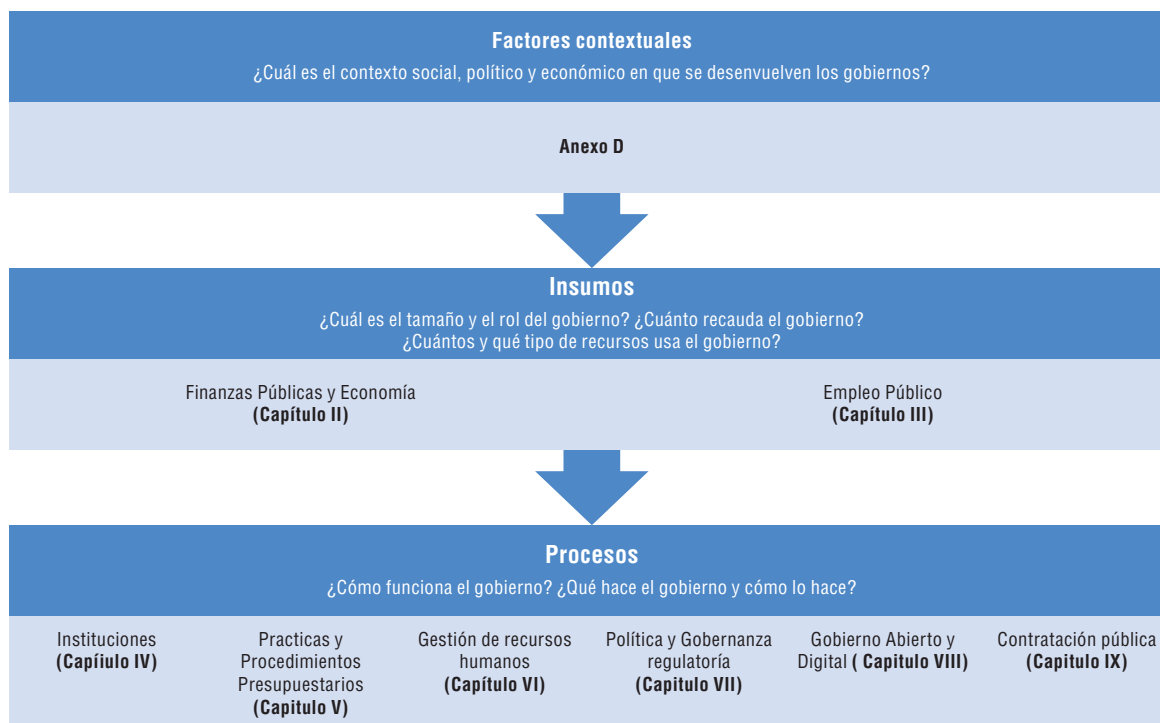 Factores contextuales
¿Cuál es el contexto social, político y económico en que se desenvuelven los gobiernos?
Anexo D
Insumos
¿Cuál es el tamaño y el rol del gobierno? ¿Cuánto recauda el gobierno?
¿Cuántos y qué tipo de recursos usa el gobierno?
Finanzas Públicas y Economía
(Capítulo II)
Empleo Público
(Capítulo III)
Procesos
¿Cómo funciona el gobierno? ¿Qué hace el gobierno y cómo lo hace?
Instituciones
(Capíiulo IV)
Practicas y
Procedimientos
Presupuestarios
(Capitulo V)
Gestión de recursos
humanos
(Capítulo VI)
Política y Gobernanza
regulatoría
(Capitulo VII)
Gobierno Abierto y
Digital ( Capitulo VIII)
Contratación pública
(Capitulo IX)